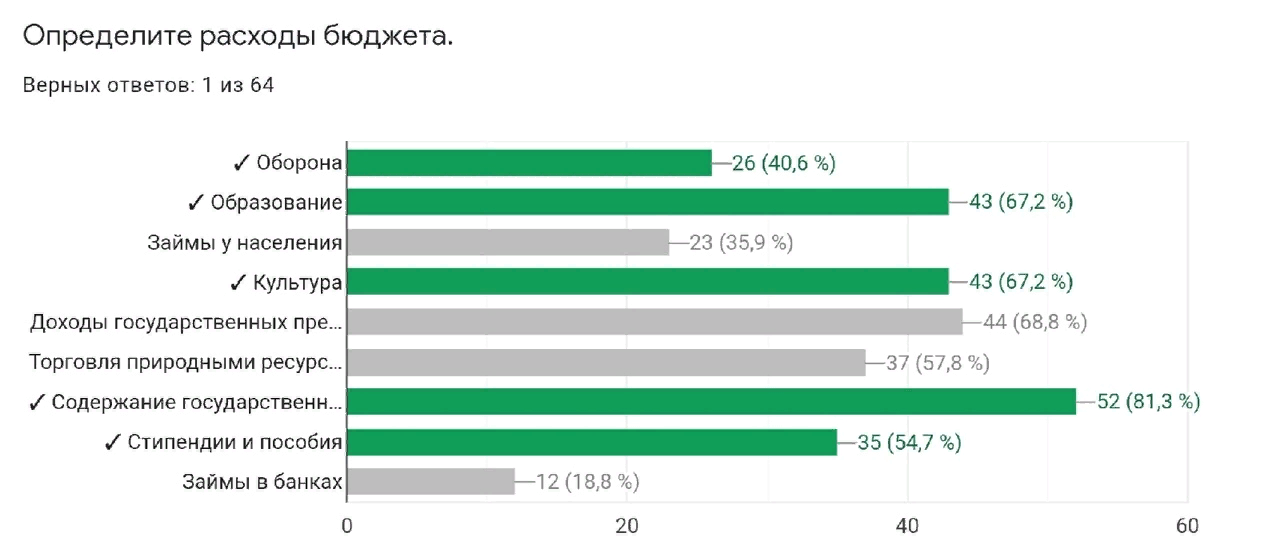 Определите расходы бюджета.
Верных ответов: 1 из 64
✓ Оборона 26 (40,6 %)
✓ Образование 43 (67,2 %)
Займы у населения 23 (35,9 %)
✓ Культура 43 (67,2 %)
Доходы государственных пре... 44 (68,8 %)
Торговля природными ресурс... 37 (57,8 %)
✓ Содержание государственн... 52 (81,3 %)
✓ Стипендии и пособия 35 (54,7 %)
Займы в банках 12 (18,8 %)
0 20 40 60